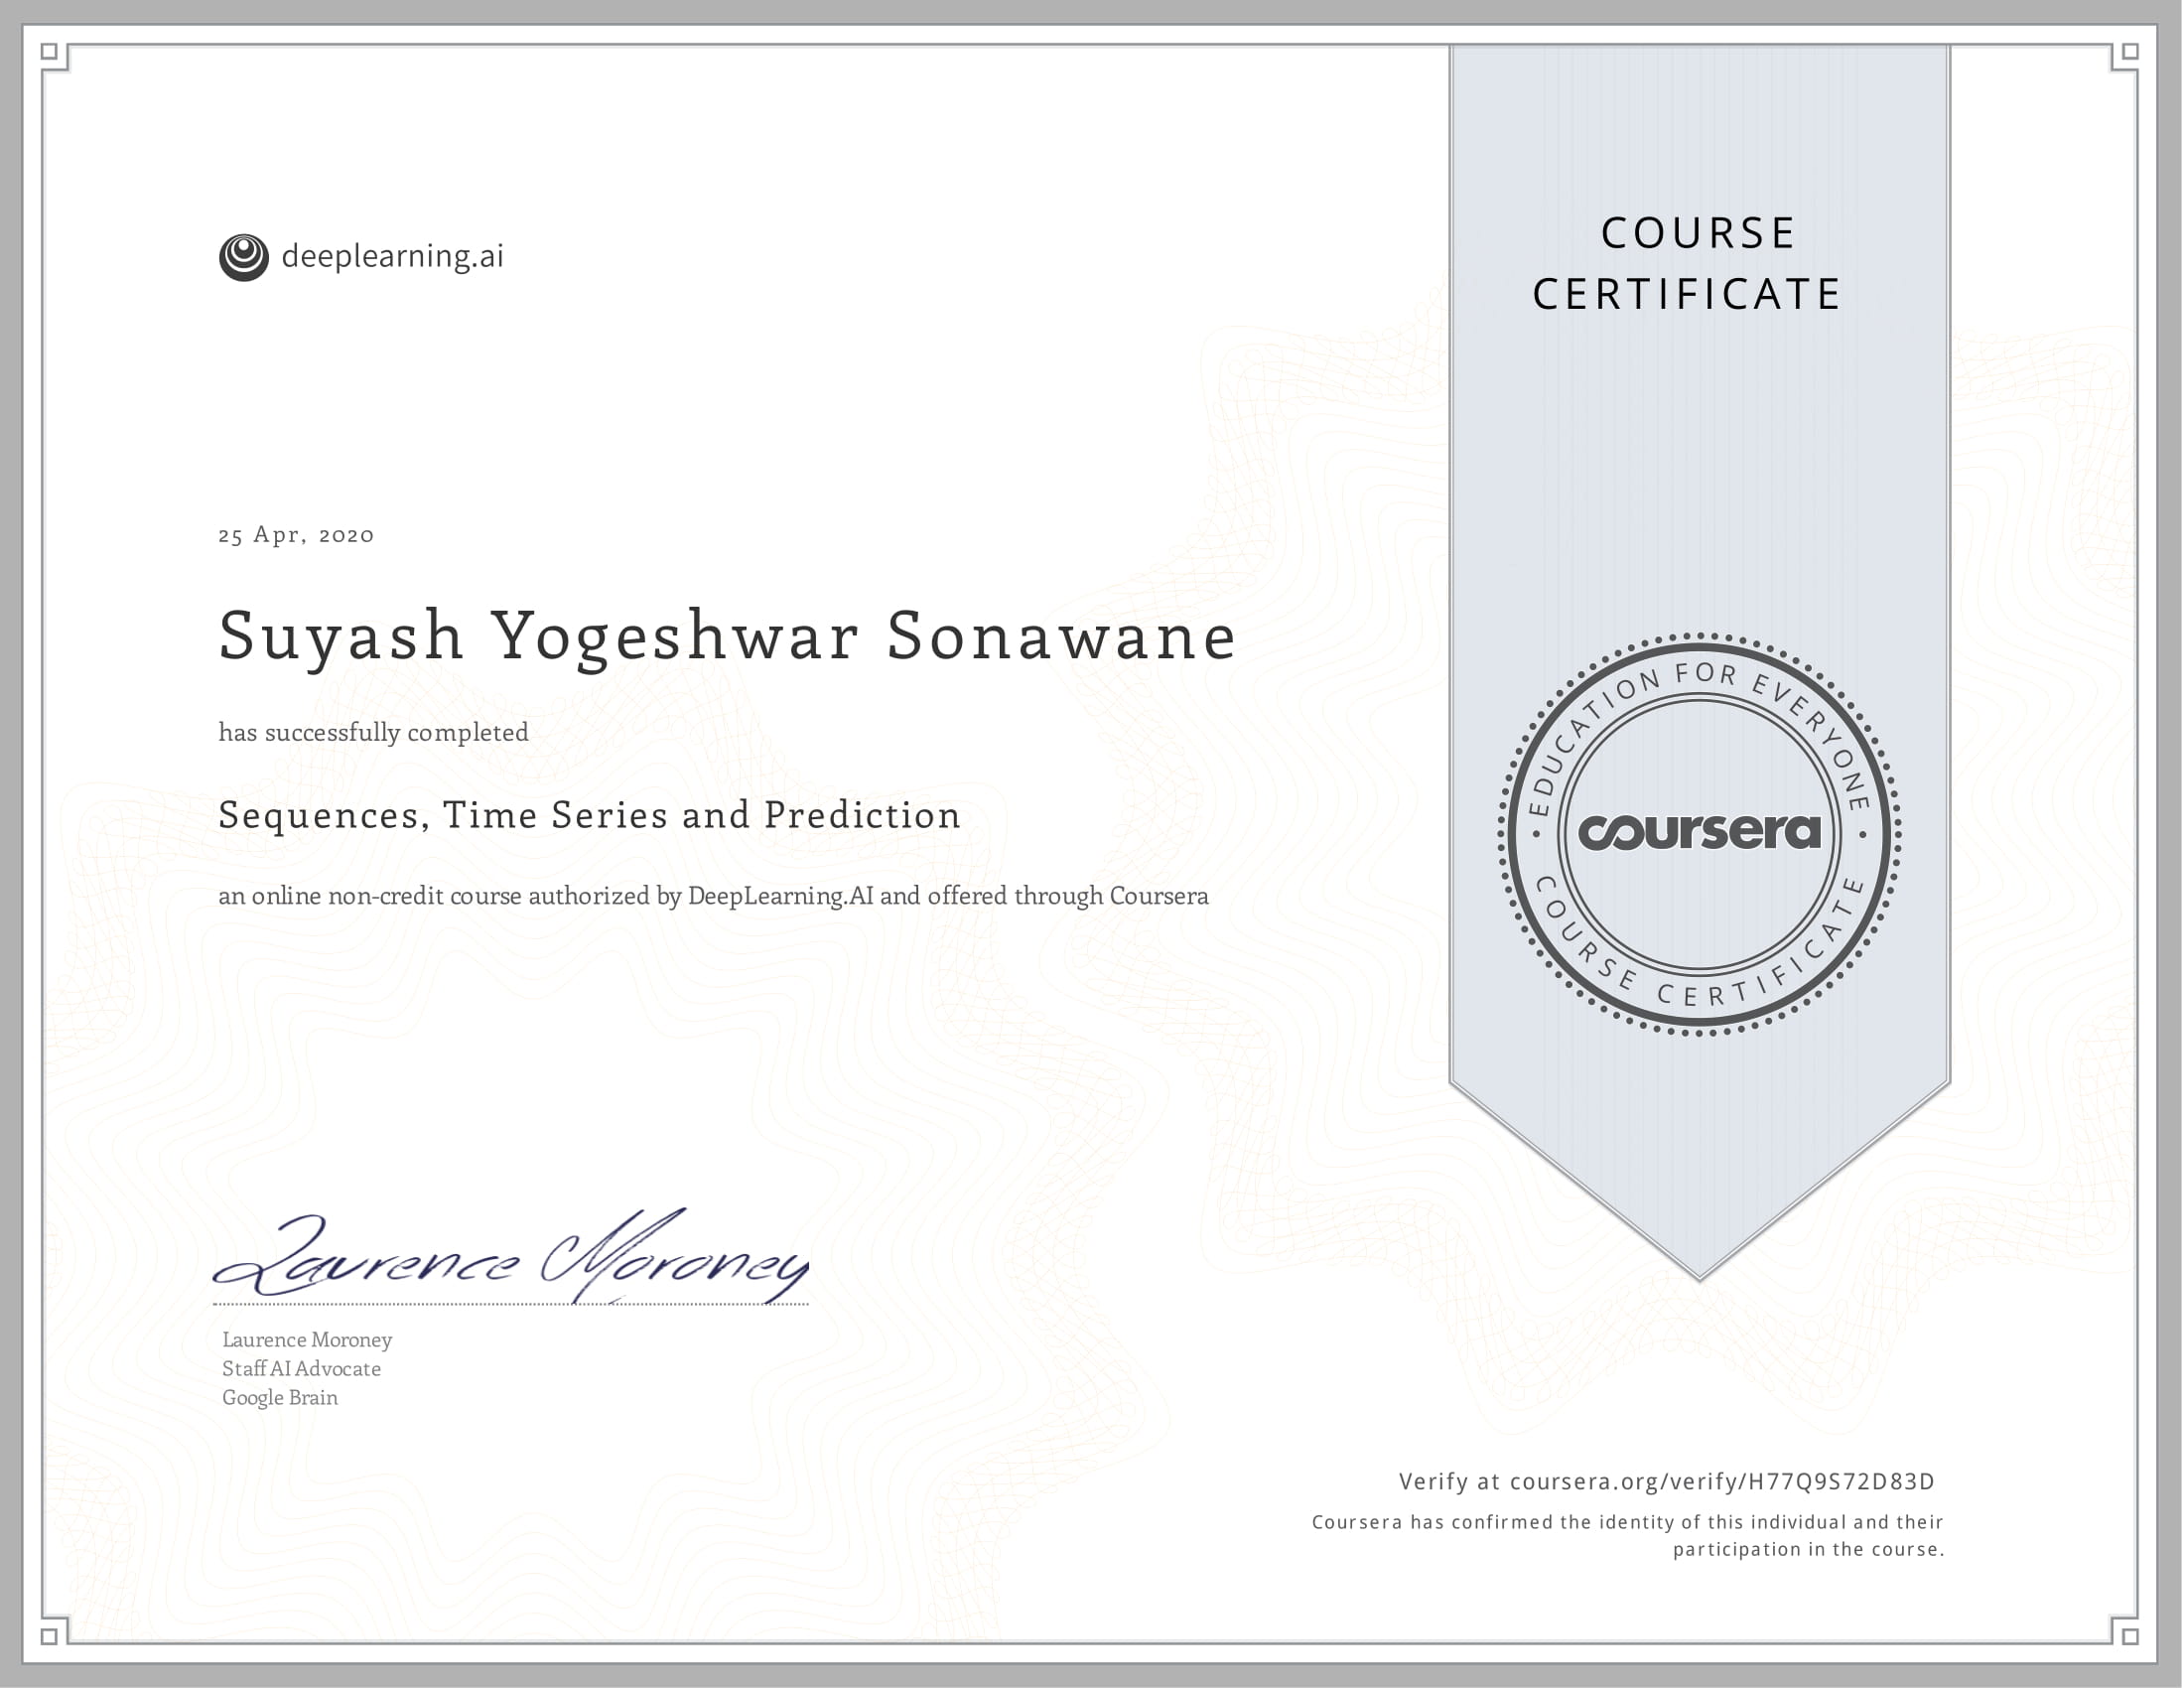 deeplearning.ai
COURSE
CERTIFICATE
25 Apr, 2020
Suyash Yogeshwar Sonawane
has successfully completed
Sequences, Time Series and Prediction
an online non-credit course authorized by DeepLearning.AI and offered through Coursera
EDUCATION FOR EVERYONE
coursera
COURSE CERTIFICATE
Laurence Moroney
Laurence Moroney
Staff AI Advocate
Google Brain
Verify at coursera.org/verify/H77Q9S72D83D
Coursera has confirmed the identity of this individual and their
participation in the course.